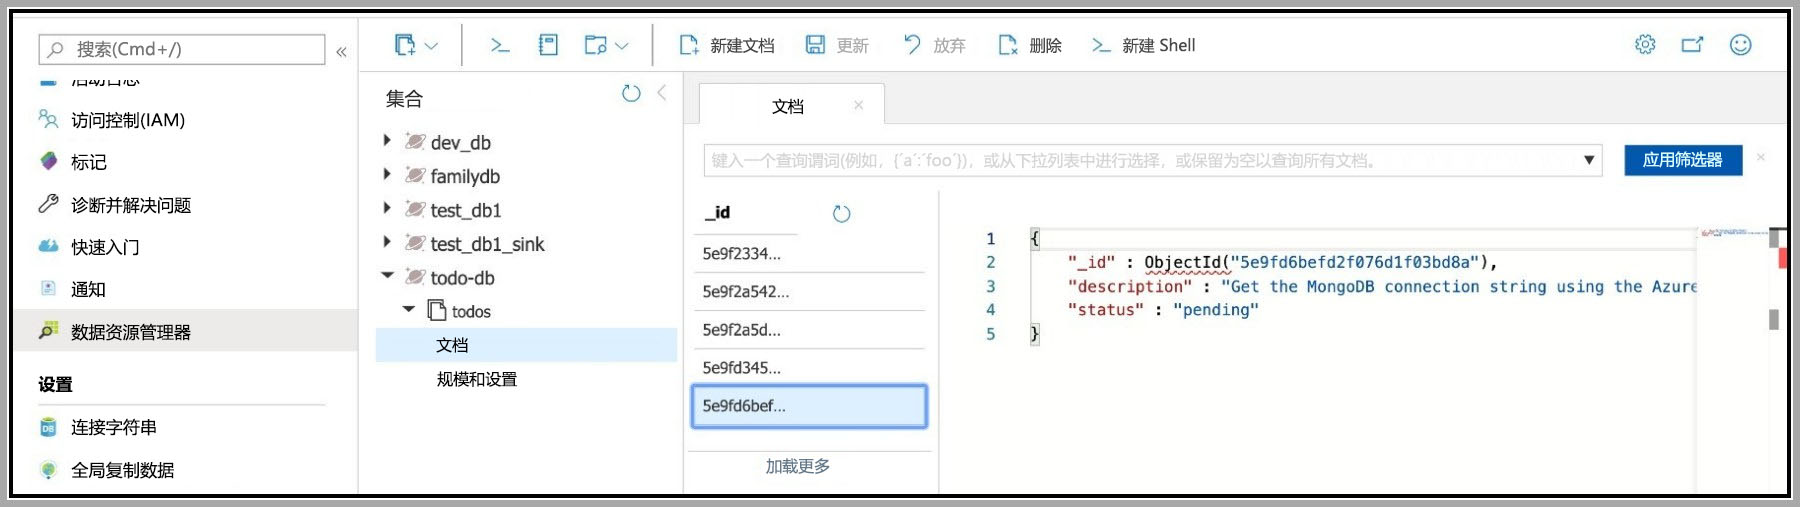 搜索(Cmd+/)
«
活动日志
访问控制(IAM)
标记
诊断并解决问题
快速入门
通知
数据资源管理器
设置
连接字符串
全局复制数据
新建文档
更新
放弃
删除
新建 Shell
集合
dev_db
familydb
test_db1
test_db1_sink
todo-db
todos
文档
规模和设置
文档
键入一个查询谓词(例如，{´a´:´foo´})，或从下拉列表中进行选择，或保留为空以查询所有文档。
应用筛选器
_id
5e9f2334...
5e9f2a542...
5e9f2a5d...
5e9fd345...
5e9fd6bef...
加载更多
1 {
2 "_id" : ObjectId("5e9fd6befd2f076d1f03bd8a"),
3 "description" : "Get the MongoDB connection string using the Azure
4 "status" : "pending"
5 }